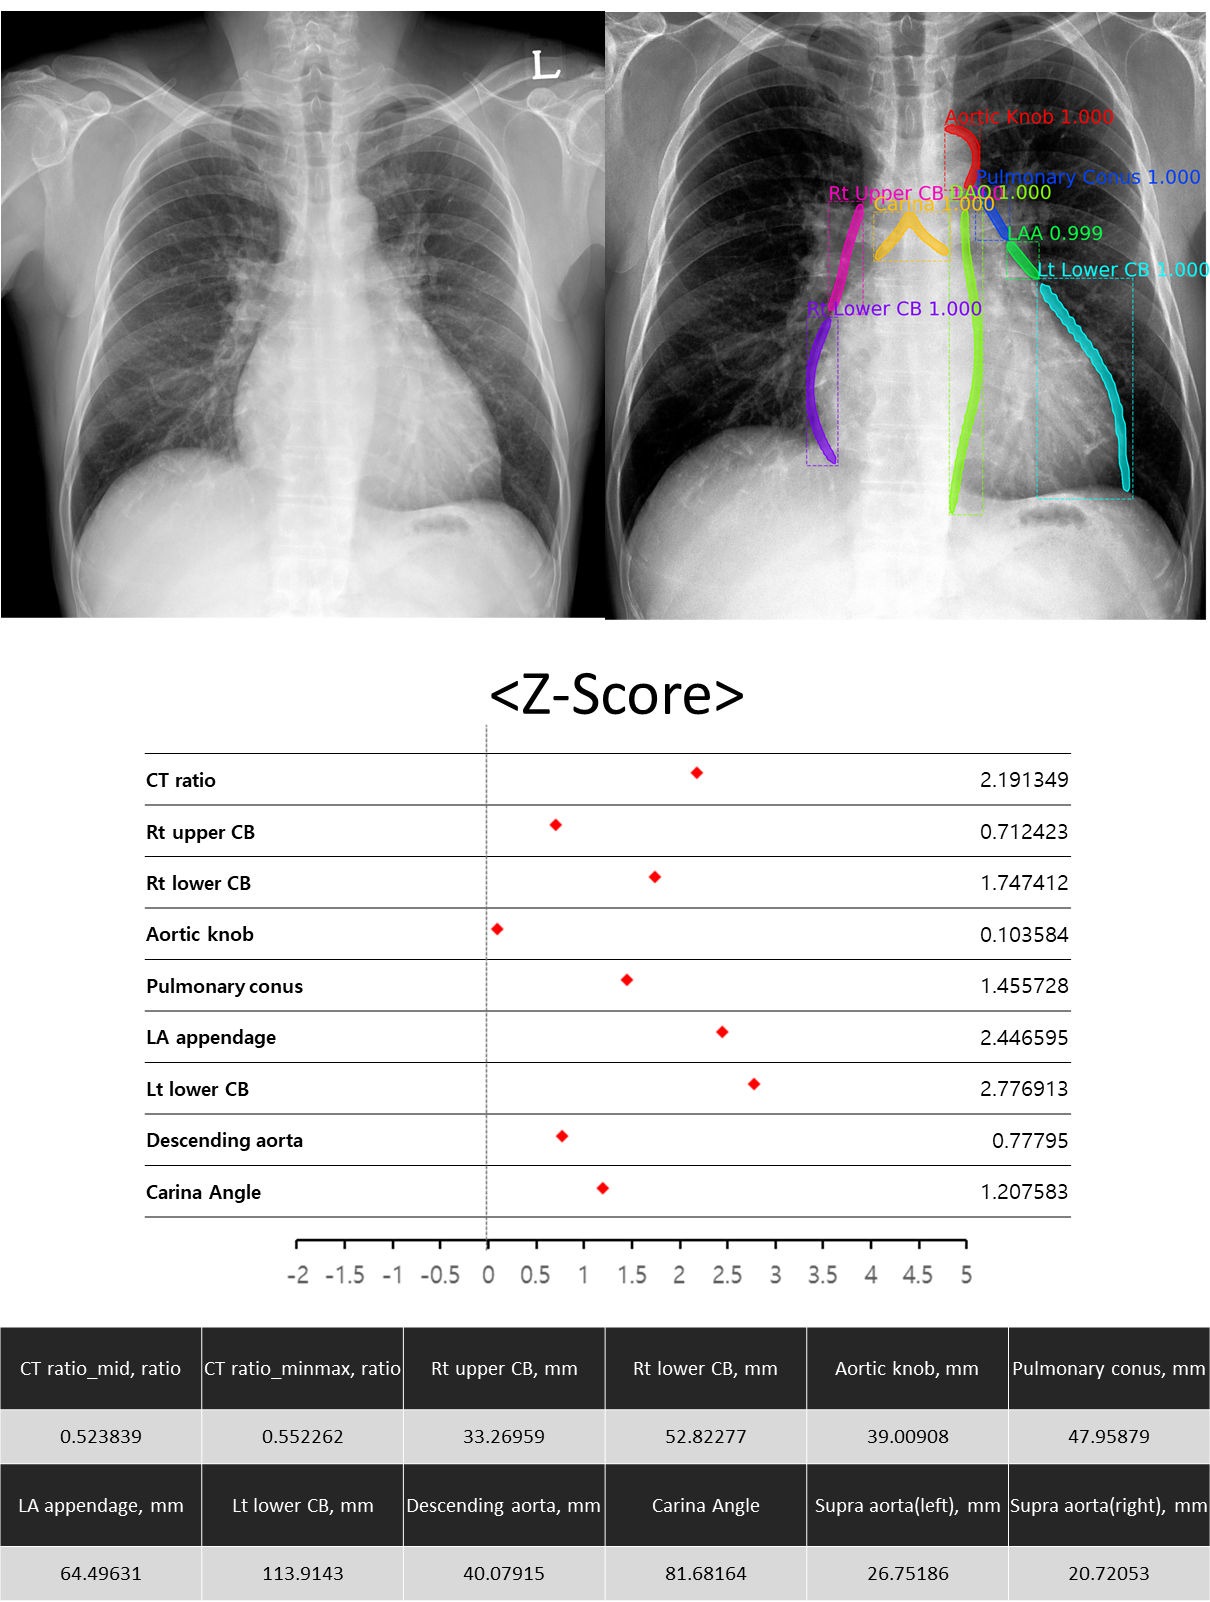 L
Aortic Knob 1.000
Pulmonary Conus 1.000
Rt Upper CB 1.000
DAO 1.000
Carina 1.000
LAA 0.999
Lt Lower CB 1.000
Rt Lower CB 1.000
<Z-Score>
CT ratio 2.191349
Rt upper CB 0.712423
Rt lower CB 1.747412
Aortic knob 0.103584
Pulmonary conus 1.455728
LA appendage 2.446595
Lt lower CB 2.776913
Descending aorta 0.77795
Carina Angle 1.207583
-2 -1.5 -1 -0.5 0 0.5 1 1.5 2 2.5 3 3.5 4 4.5 5
CT ratio_mid, ratio CT ratio_minmax, ratio Rt upper CB, mm Rt lower CB, mm Aortic knob, mm Pulmonary conus, mm
0.523839 0.552262 33.26959 52.82277 39.00908 47.95879
LA appendage, mm Lt lower CB, mm Descending aorta, mm Carina Angle Supra aorta(left), mm Supra aorta(right), mm
64.49631 113.9143 40.07915 81.68164 26.75186 20.72053